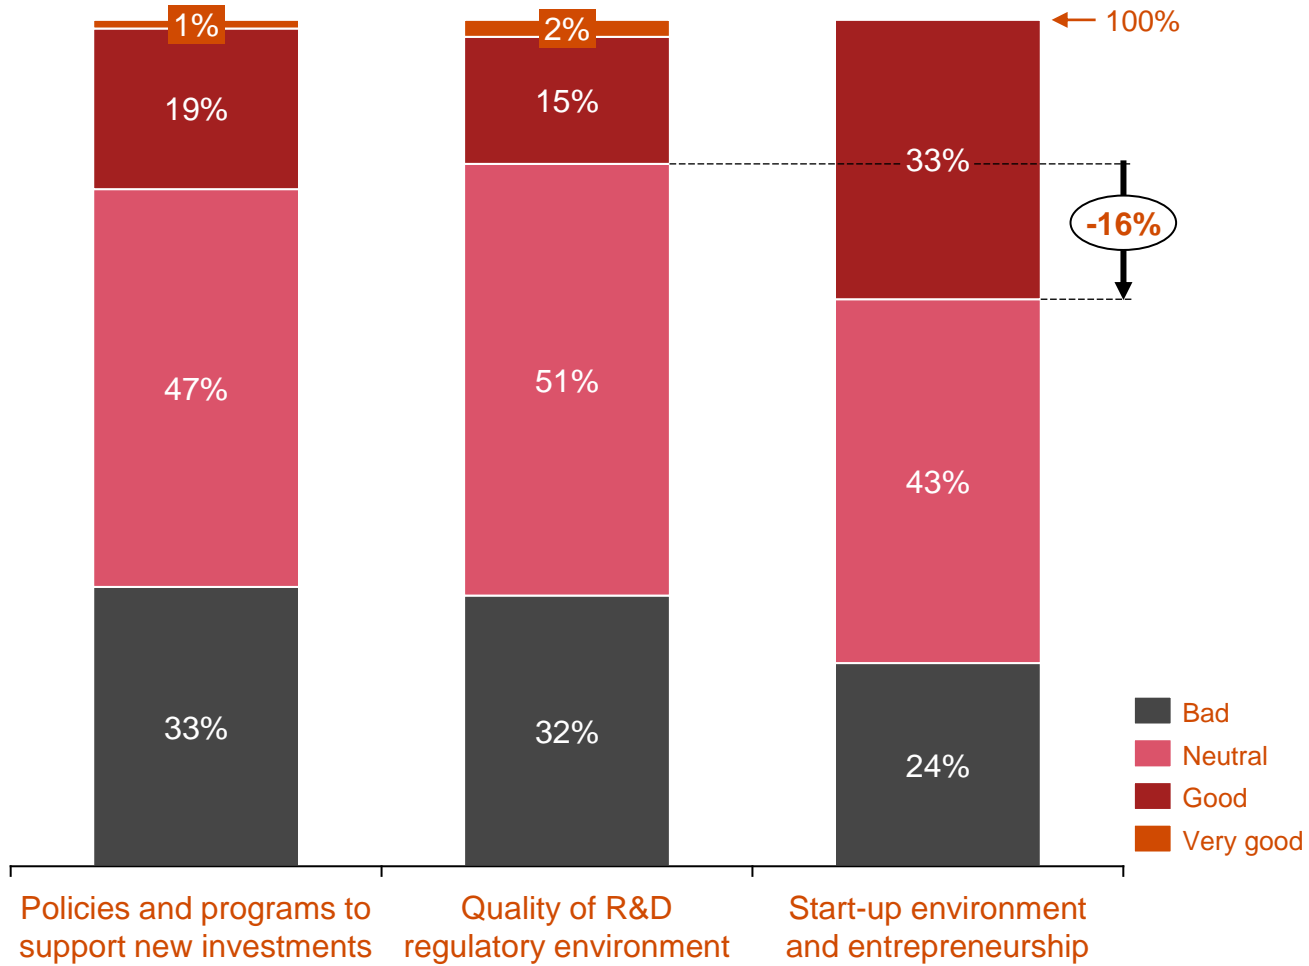 1%
2%
100%
19%
15%
33%
-16%
47%
51%
43%
33%
32%
24%
Bad
Neutral
Good
Very good
Policies and programs to
support new investments
Quality of R&D
regulatory environment
Start-up environment
and entrepreneurship